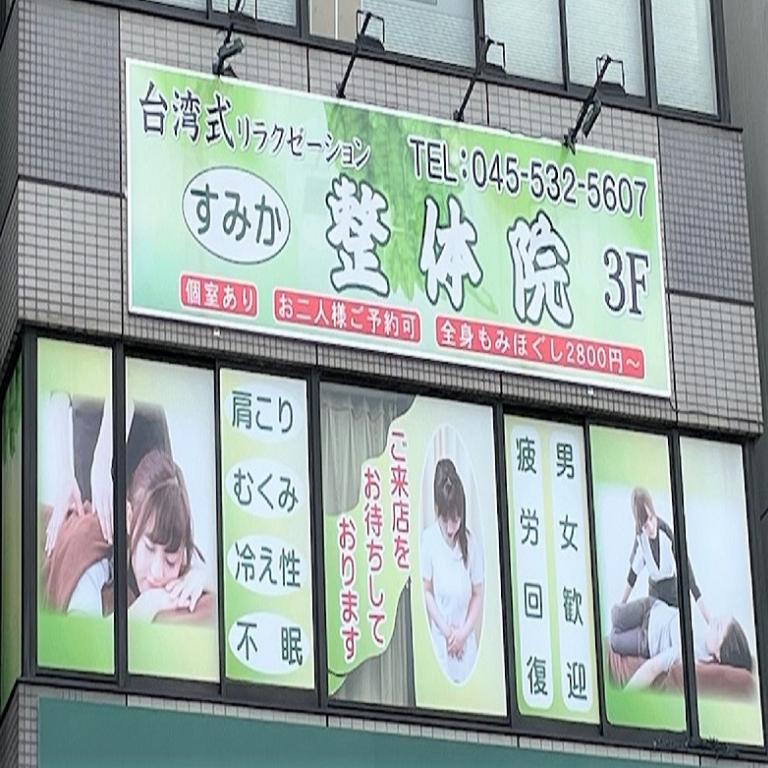 台湾式リラクゼーション
TEL:045-532-5607
すみか
整体院
3F
個室あり
お二人様ご予約可
全身もみほぐし2800円～
肩こり
むくみ
冷え性
不眠
ご来店を
お待ちして
おります
男女歓迎
疲労回復